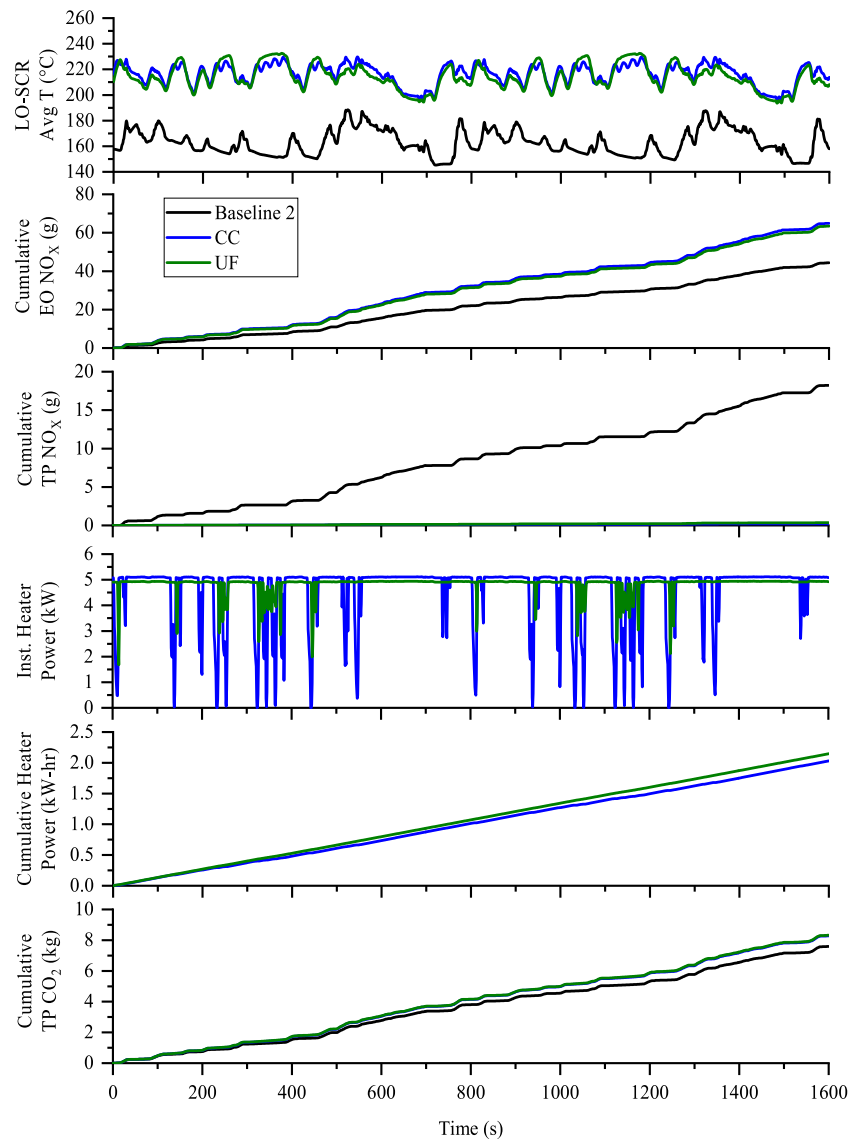 260
240
220
200
180
160
140
LO-SCR
Avg T (°C)
80
60
40
20
0
Cumulative
EO NOX (g)
Baseline 2
CC
UF
20
15
10
5
0
Cumulative
TP NOX (g)
6
5
4
3
2
1
0
Inst. Heater
Power (kW)
2.5
2.0
1.5
1.0
0.5
0.0
Cumulative Heater
Power (kW-hr)
10
8
6
4
2
0
Cumulative
TP CO2 (kg)
0 200 400 600 800 1000 1200 1400 1600
Time (s)